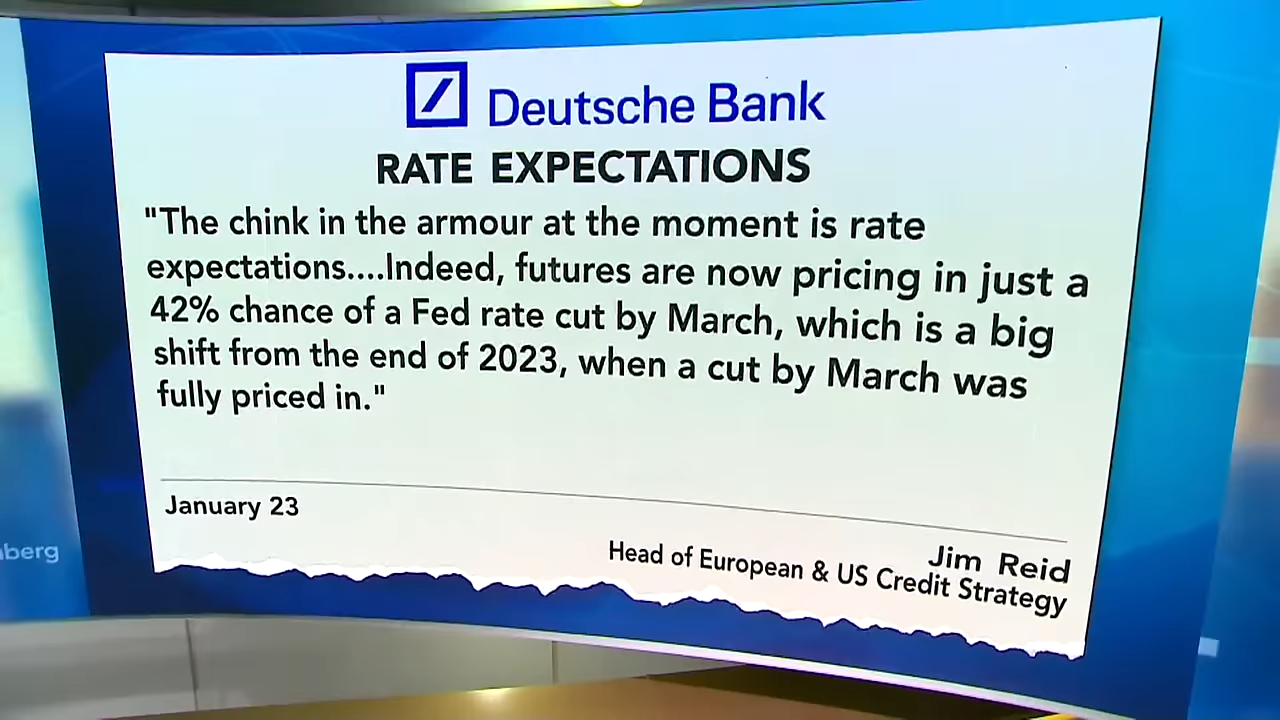 Deutsche Bank
RATE EXPECTATIONS
"The chink in the armour at the moment is rate
expectations....Indeed, futures are now pricing in just a
42% chance of a Fed rate cut by March, which is a big
shift from the end of 2023, when a cut by March was
fully priced in."
January 23
Jim Reid
Head of European & US Credit Strategy
nberg